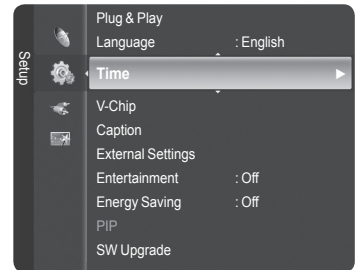 Setup
Plug & Play
Language : English
Time
V-Chip
Caption
External Settings
Entertainment : Off
Energy Saving : Off
PIP
SW Upgrade